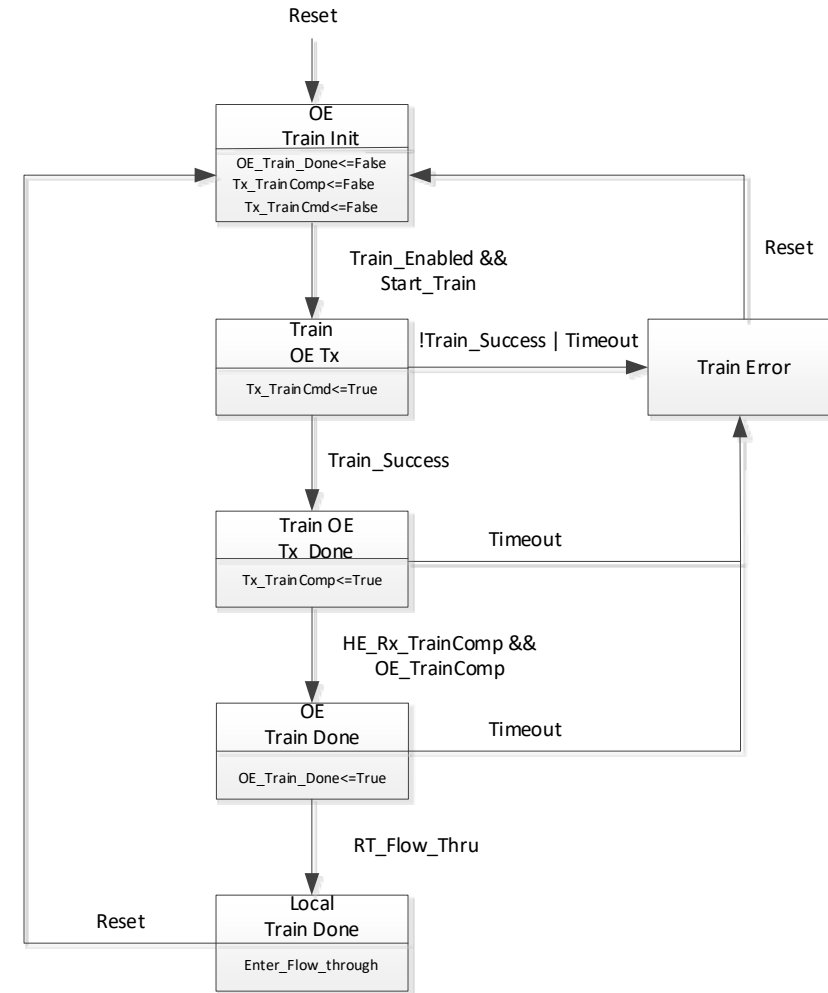 Reset
OE
Train Init
OE_Train_Done<=False
Tx_TrainComp<=False
Tx_TrainCmd<=False
Reset
Train_Enabled &&
Start_Train
Train
OE Tx
Tx_TrainCmd<=True
!Train_Success | Timeout
Train Error
Train_Success
Train OE
Tx_Done
Tx_TrainComp<=True
Timeout
HE_Rx_TrainComp &&
OE_TrainComp
OE
Train Done
OE_Train_Done<=True
Timeout
RT_Flow_Thru
Local
Train Done
Enter_Flow_through
Reset